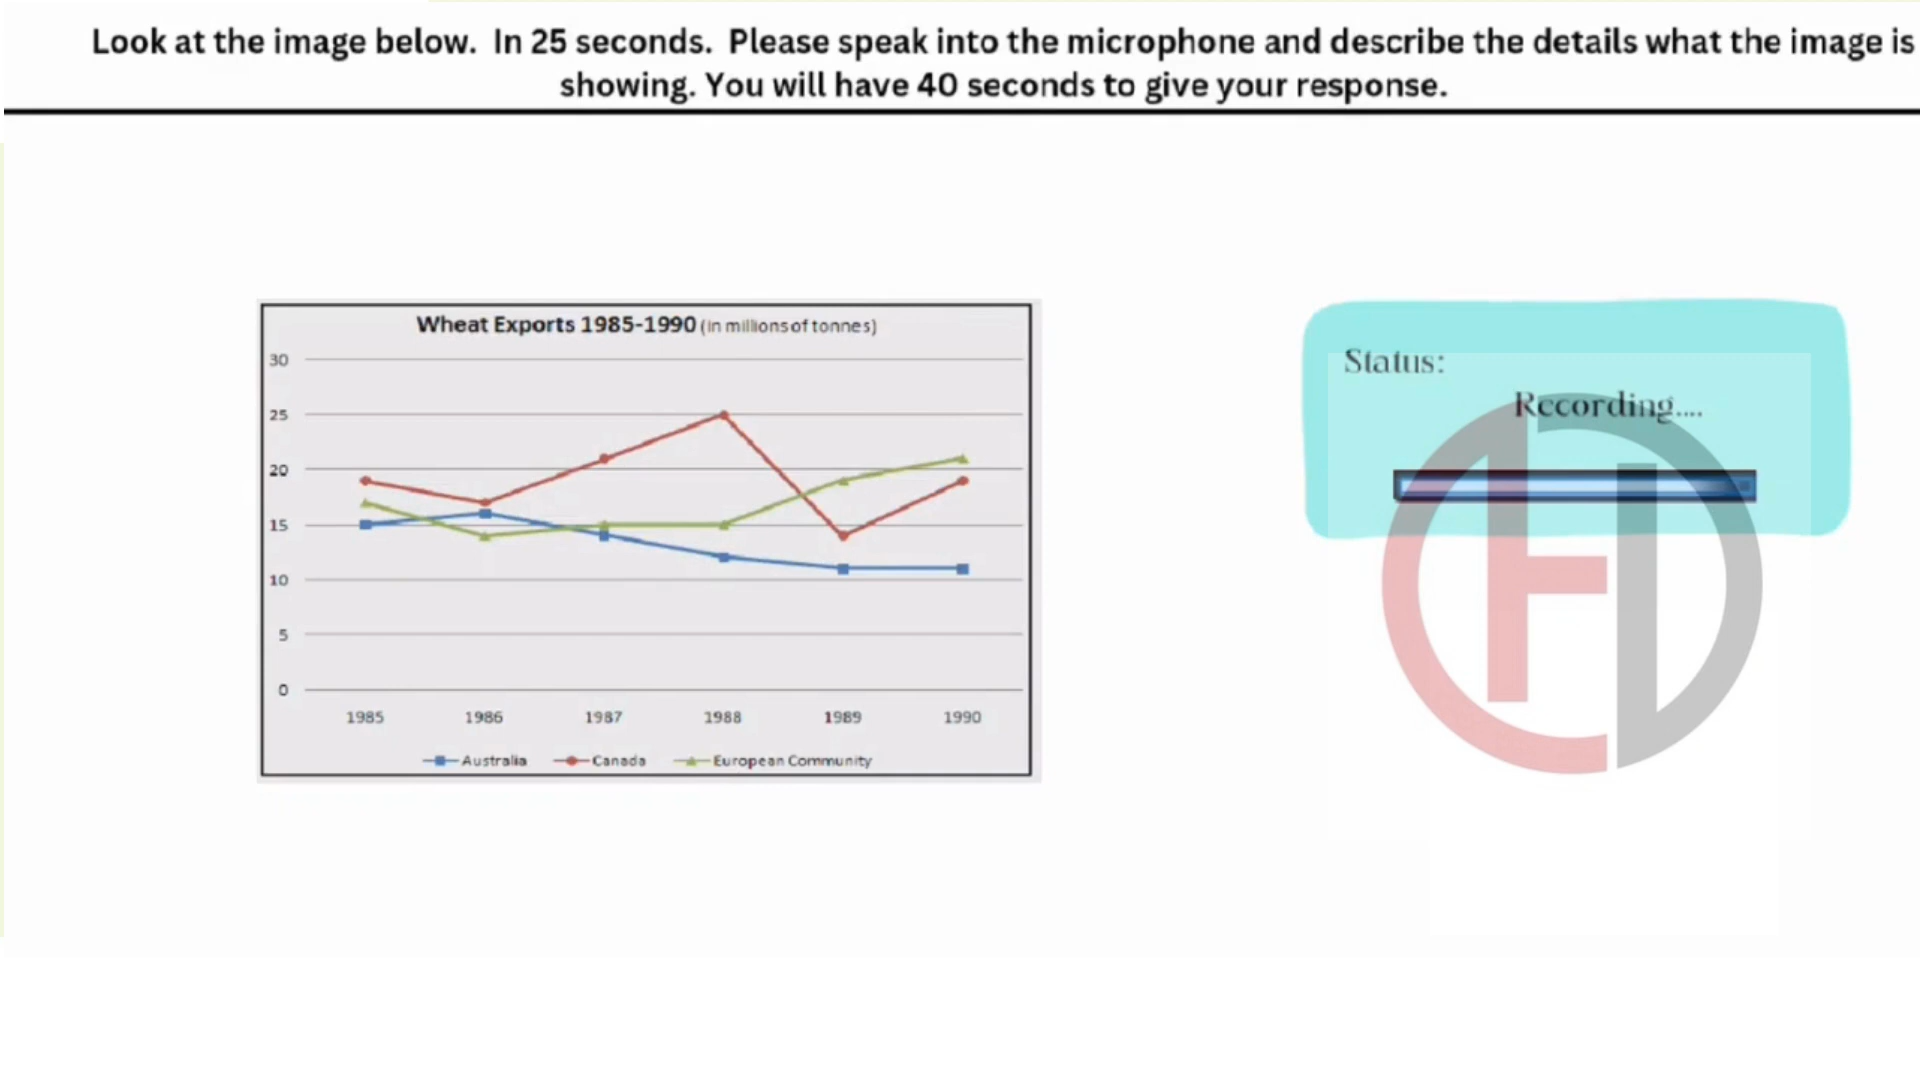 Look at the image below. In 25 seconds. Please speak into the microphone and describe the details what the image is
showing. You will have 40 seconds to give your response.
Wheat Exports 1985-1990 (in millions of tonnes)
30
25
20
15
10
5
0
1985 1986 1987 1988 1989 1990
Australia Canada European Community
Status:
Recording....